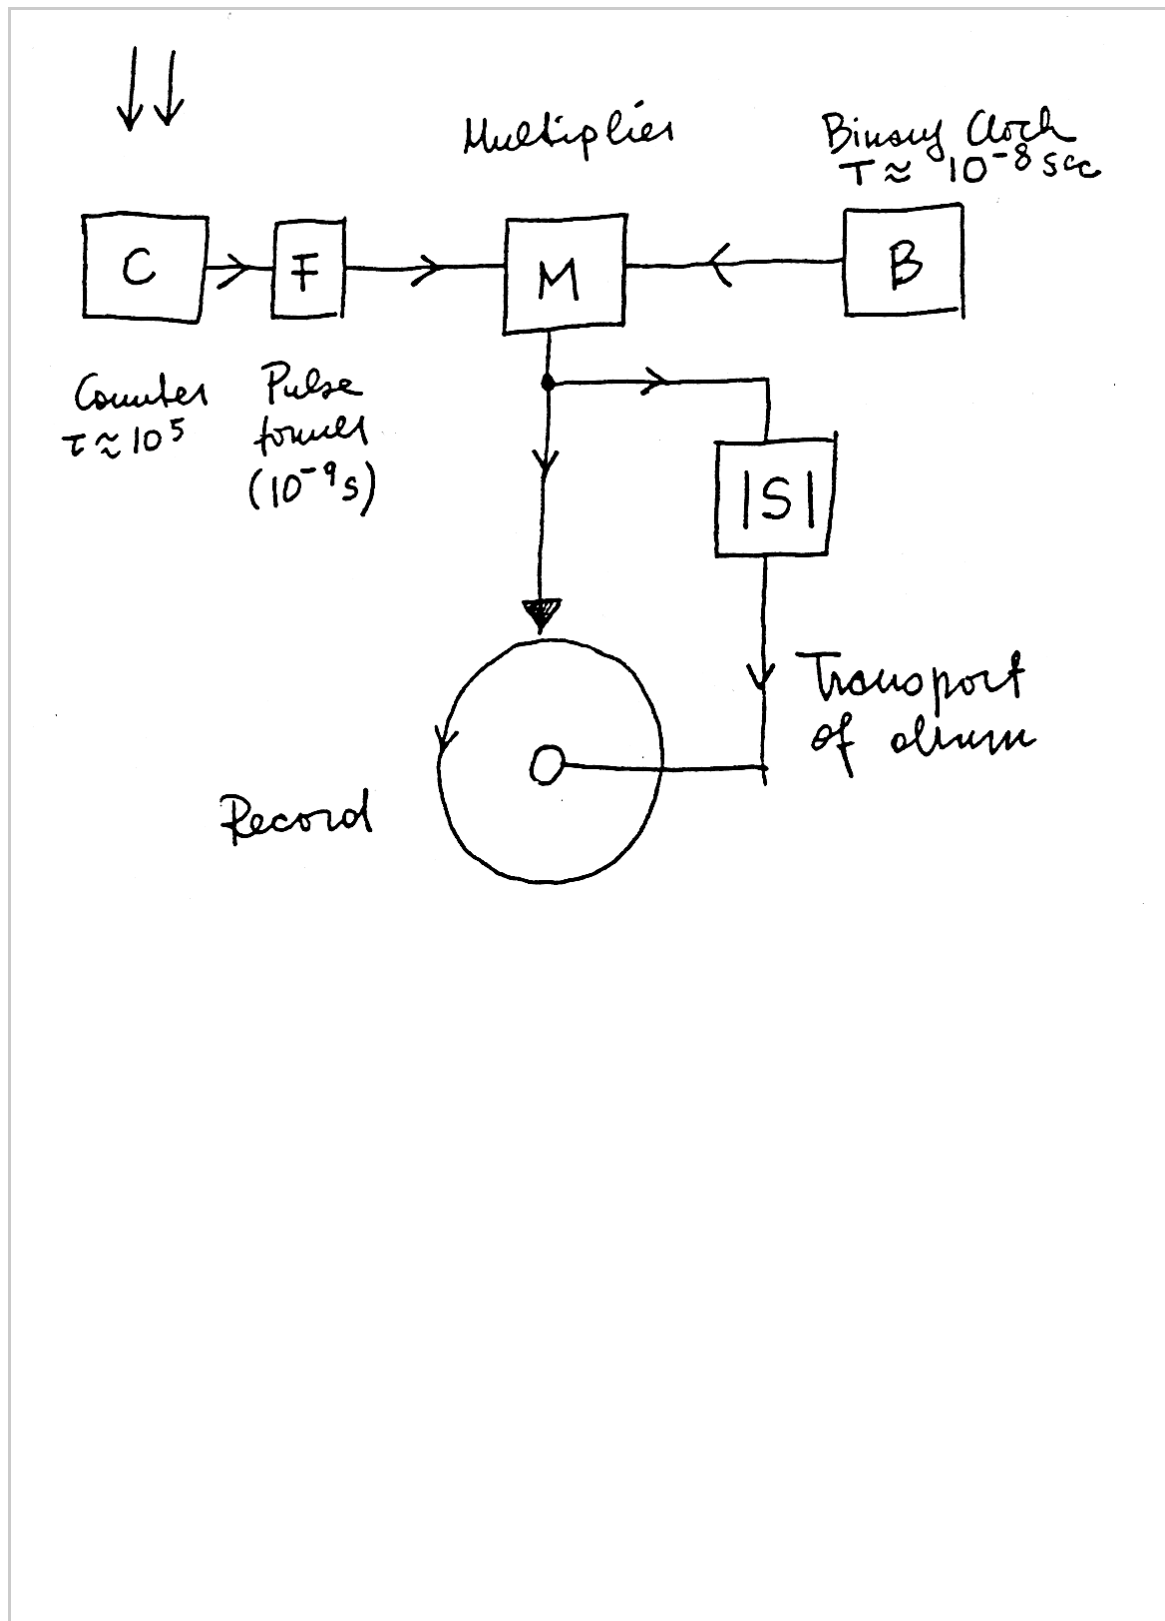 Multiplier
Binary Clock
T ≈ 10⁻⁸ sec
C
F
M
B
Counter
τ ≈ 10⁵
Pulse
former
(10⁻⁹s)
|S|
Transport
of drum
Record